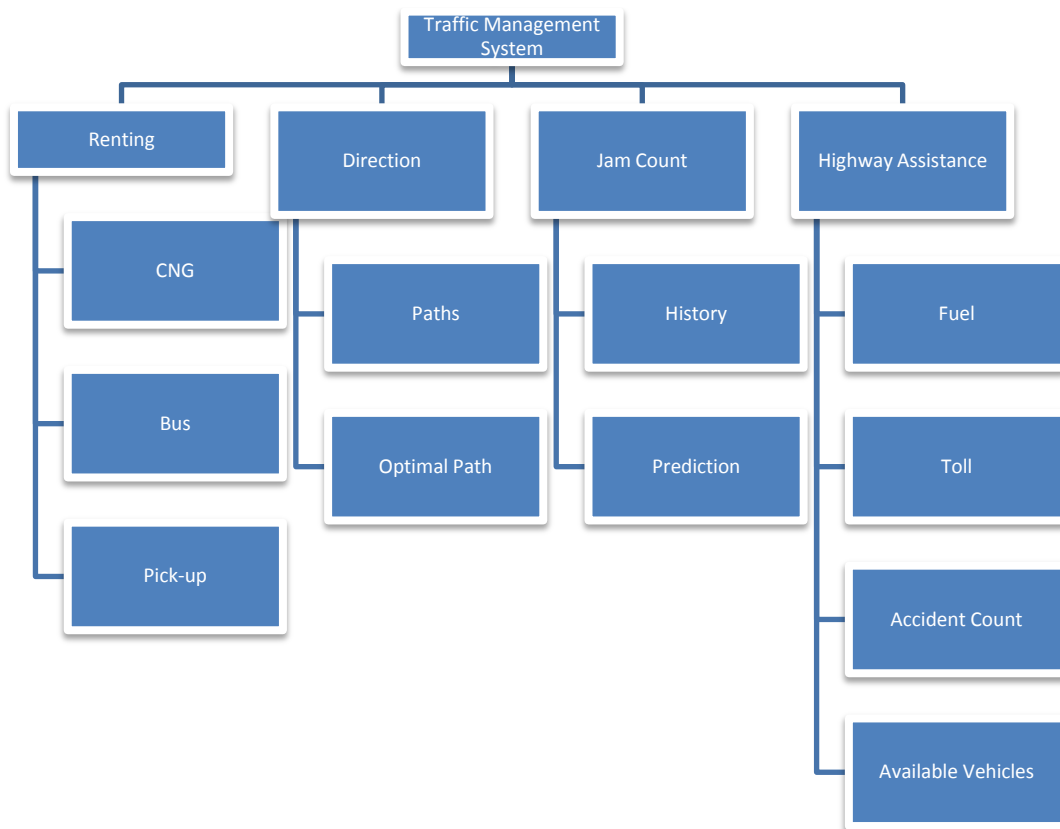 Traffic Management
System
Renting
Direction
Jam Count
Highway Assistance
CNG
Paths
History
Fuel
Bus
Optimal Path
Prediction
Toll
Pick-up
Accident Count
Available Vehicles